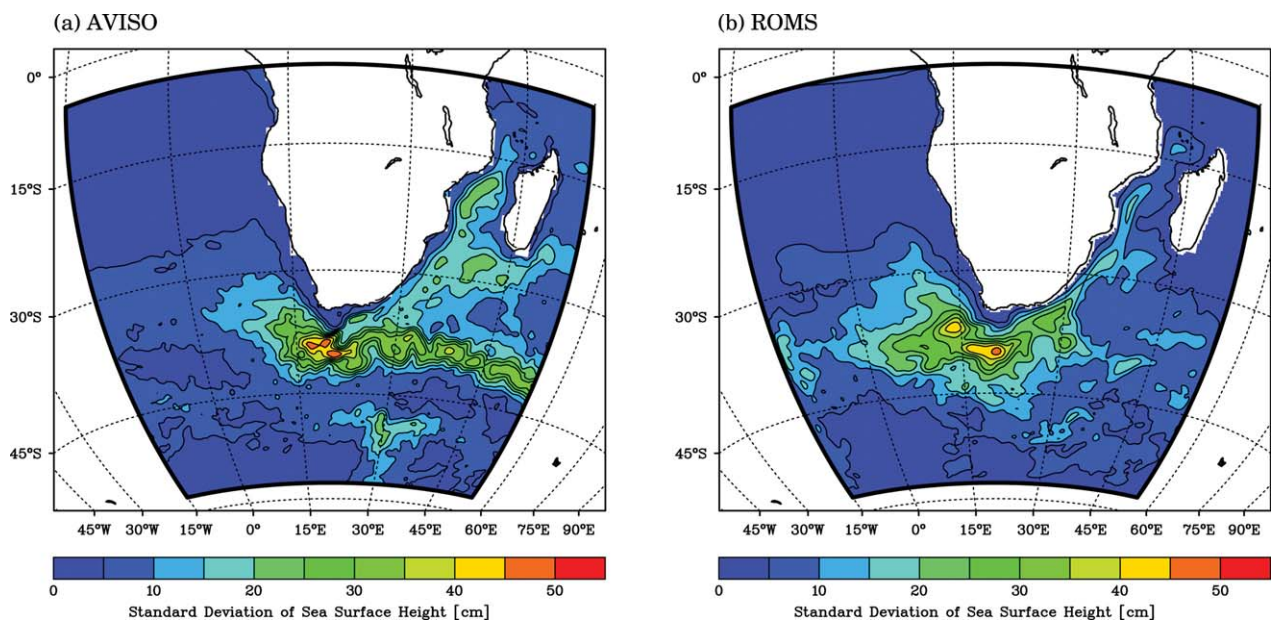 (a) AVISO
0°
15°S
30°S
45°S
45°W 30°W 15°W 0° 15°E 30°E 45°E 60°E 75°E 90°E
0 10 20 30 40 50
Standard Deviation of Sea Surface Height [cm]
(b) ROMS
0°
15°S
30°S
45°S
45°W 30°W 15°W 0° 15°E 30°E 45°E 60°E 75°E 90°E
0 10 20 30 40 50
Standard Deviation of Sea Surface Height [cm]